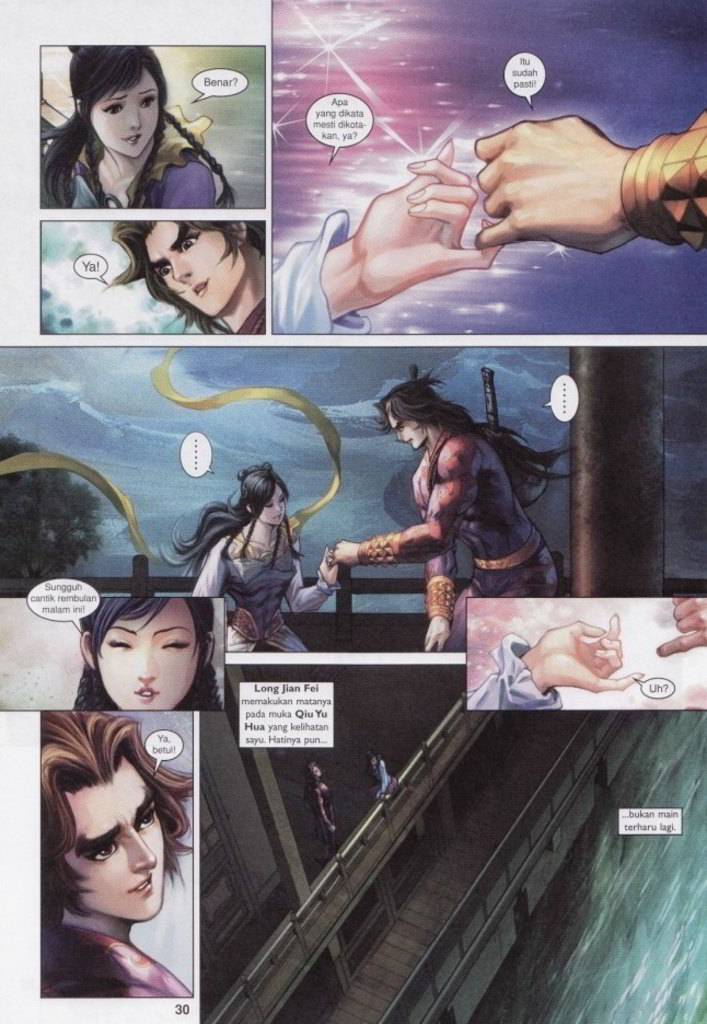 Benar?
Ya!
Apa
yang dikata
mesti dikota-
kan, ya?
Itu
sudah
pasti!
......
......
Sungguh
cantik rembulan
malam ini!
Uh?
Ya,
betul!
Long Jian Fei
memakukan matanya
pada muka Qiu Yu
Hua yang kelihatan
sayu. Hatinya pun...
...bukan main
terharu lagi.
30